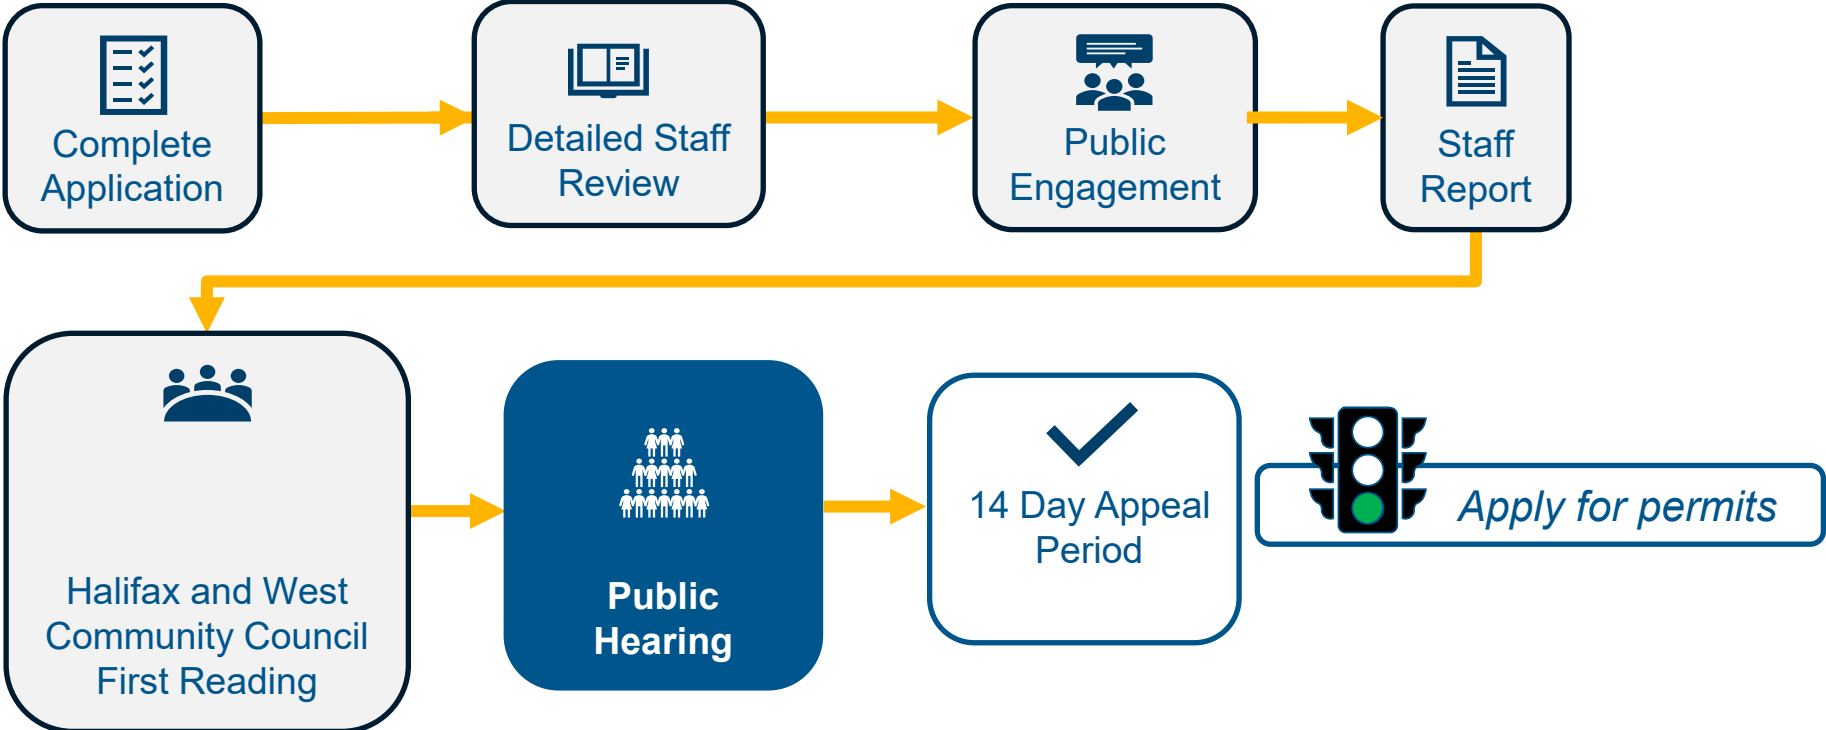 Complete
Application
Detailed Staff
Review
Public
Engagement
Staff
Report
Halifax and West
Community Council
First Reading
Public
Hearing
14 Day Appeal
Period
Apply for permits